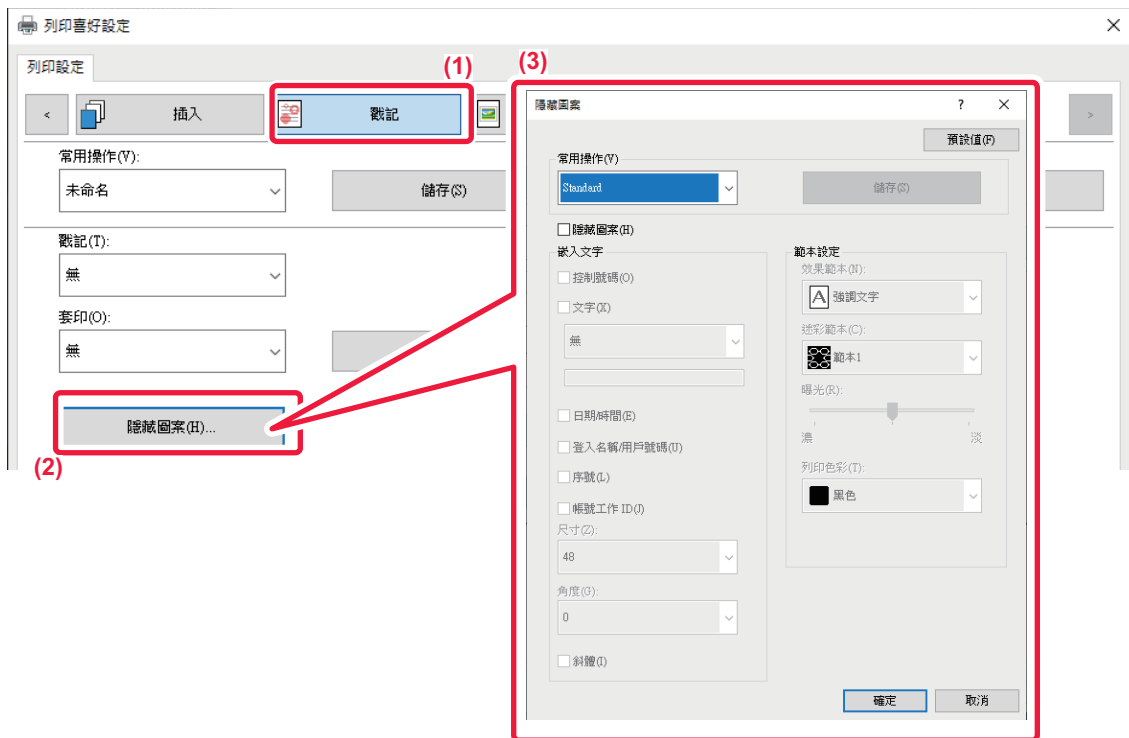 列印喜好設定
列印設定
(1)
(3)
<
插入
戳記
>
常用操作(V):
未命名
儲存(S)
戳記(T):
無
套印(O):
無
隱藏圖案(H)...
(2)
隱藏圖案
?
預設值(F)
常用操作(V)
Standard
儲存(S)
隱藏圖案(H)
嵌入文字
控制號碼(O)
文字(X)
無
日期/時間(E)
登入名稱/用戶號碼(U)
序號(L)
帳號工作 ID(J)
尺寸(Z):
48
角度(G):
0
斜體(I)
範本設定
效果範本(N):
A 強調文字
迷彩範本(C):
範本1
曝光(R):
濃 淡
列印色彩(T):
黑色
確定
取消